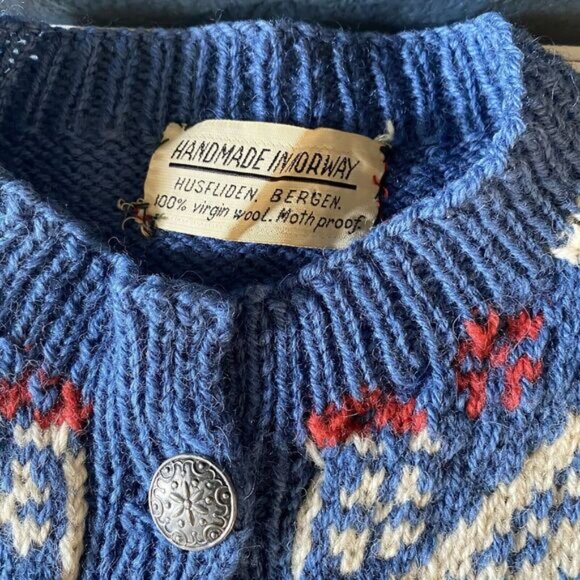 HANDMADE IN NORWAY
HUSFLIDEN. BERGEN.
100% virgin wool. Moth proof.